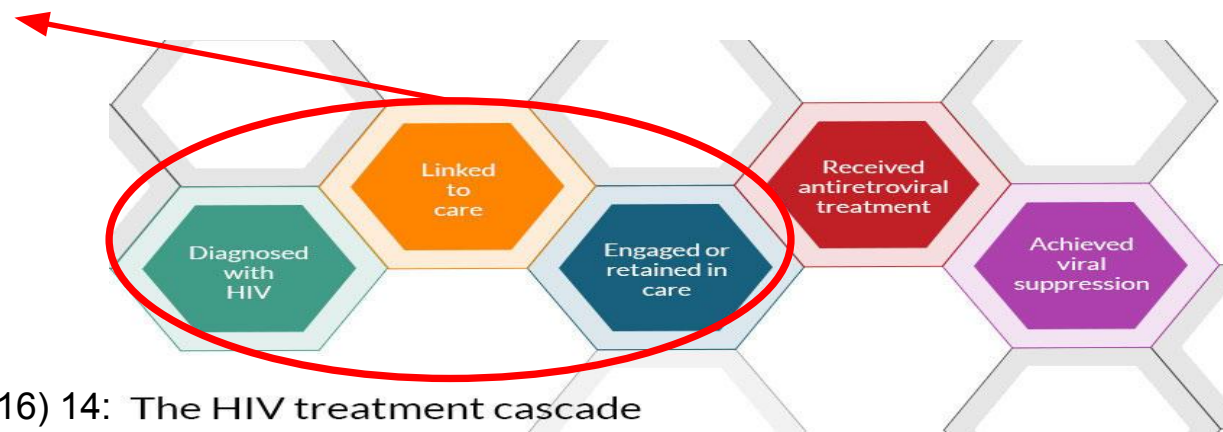 Diagnosed
with
HIV
Linked
to
care
Engaged or
retained in
care
Received
antiretroviral
treatment
Achieved
viral
suppression
16) 14: The HIV treatment cascade